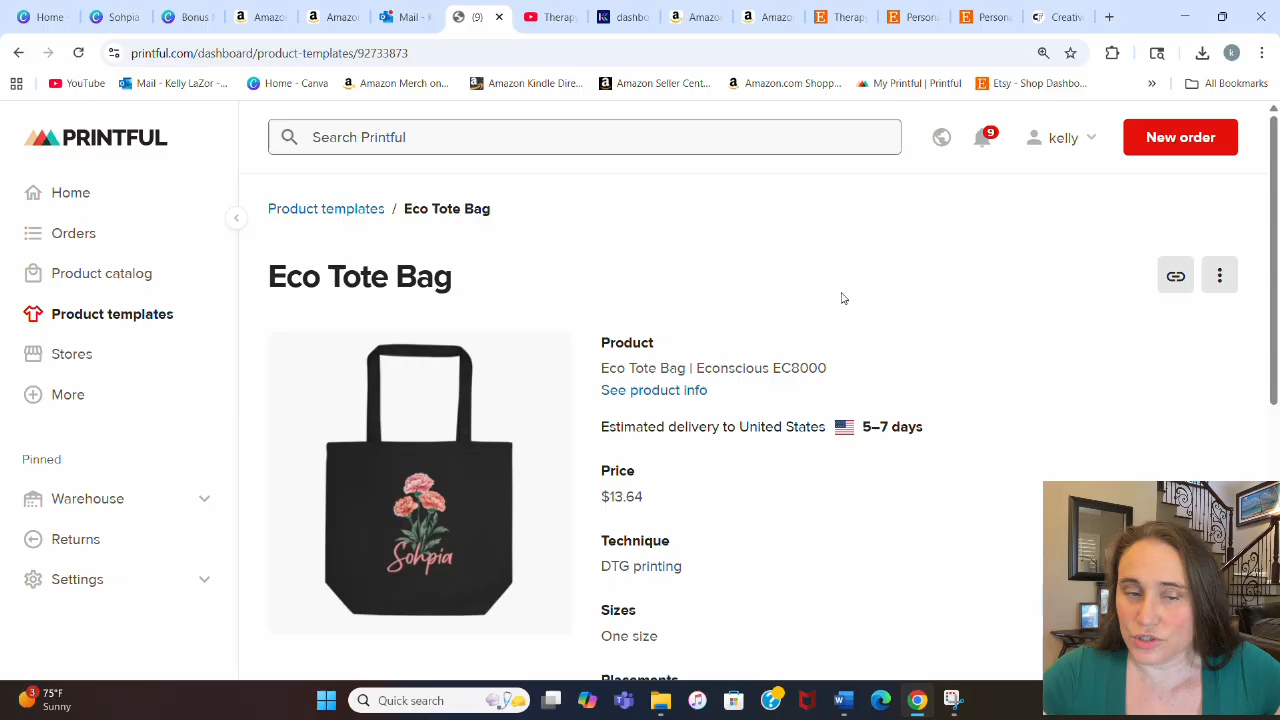 Home
Sohpia
Bonus
Amazo
Amazo
Mail - k
(9)
Therapy
dashbo
Amazo
Amazo
Therap
Persona
Persona
Creativ
printful.com/dashboard/product-templates/92733873
k
YouTube
Mail - Kelly LaZor -...
Home - Canva
Amazon Merch on...
Amazon Kindle Dire...
Amazon Seller Cent...
Amazon.com Shopp...
My Printful | Printful
Etsy - Shop Dashbo...
»
All Bookmarks
PRINTFUL
Search Printful
9
kelly
New order
Home
Orders
Product catalog
Product templates
Stores
More
Pinned
Warehouse
Returns
Settings
Product templates / Eco Tote Bag
Eco Tote Bag
Sohpia
Product
Eco Tote Bag | Econscious EC8000
See product info
Estimated delivery to United States 5–7 days
Price
$13.64
Technique
DTG printing
Sizes
One size
Placements
3
75°F
Sunny
Quick search